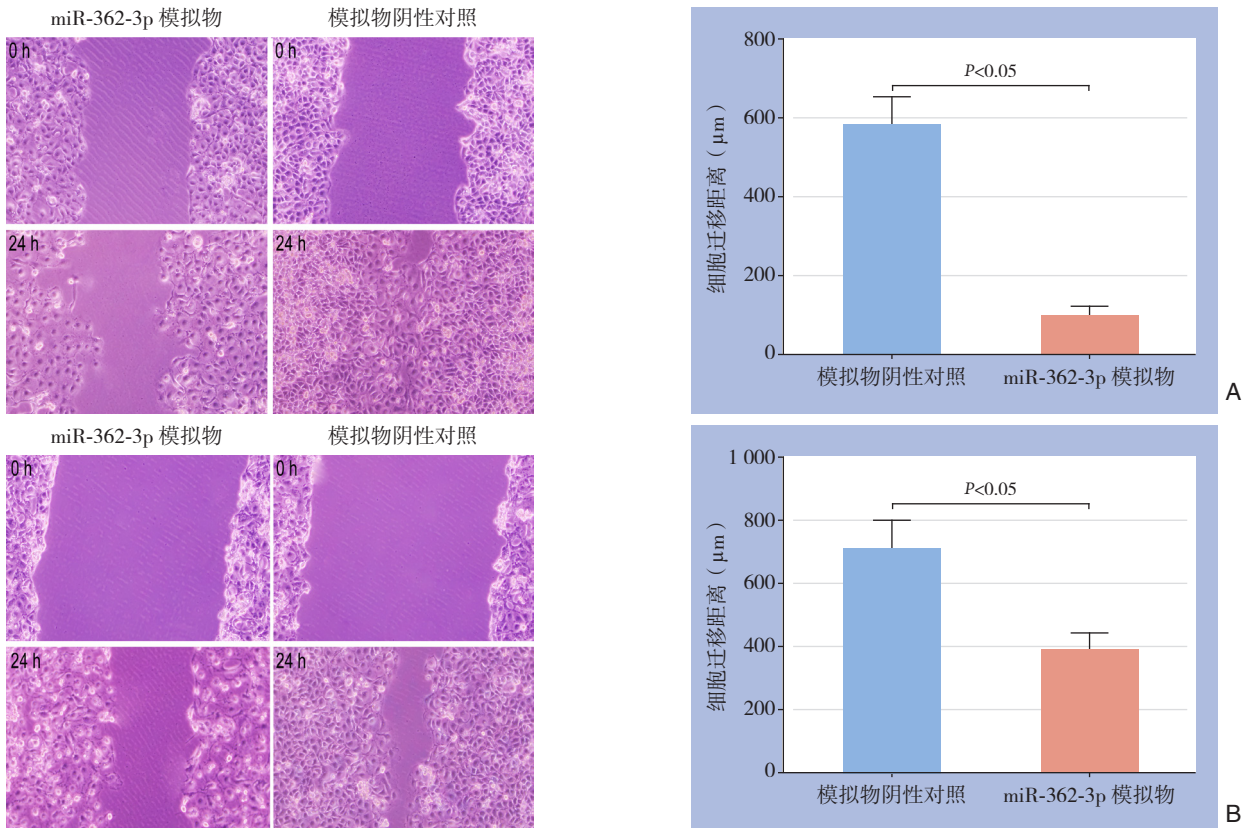 miR-362-3p 模拟物
模拟物阴性对照
0 h
0 h
24 h
24 h
800
600
400
200
0
细胞迁移距离（μm）
P<0.05
模拟物阴性对照
miR-362-3p 模拟物
A
miR-362-3p 模拟物
模拟物阴性对照
0 h
0 h
24 h
24 h
1 000
800
600
400
200
0
细胞迁移距离（μm）
P<0.05
模拟物阴性对照
miR-362-3p 模拟物
B